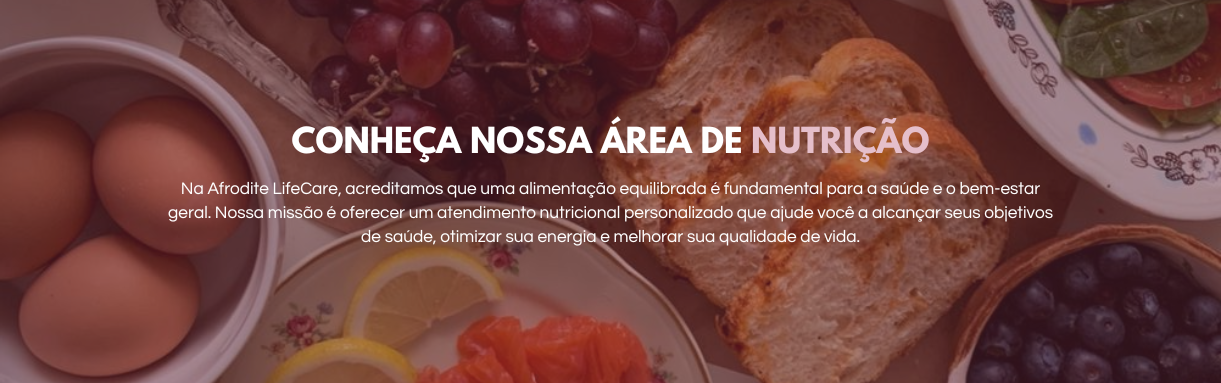 CONHEÇA NOSSA ÁREA DE NUTRIÇÃO
Na Afrodite LifeCare, acreditamos que uma alimentação equilibrada é fundamental para a saúde e o bem-estar
geral. Nossa missão é oferecer um atendimento nutricional personalizado que ajude você a alcançar seus objetivos
de saúde, otimizar sua energia e melhorar sua qualidade de vida.